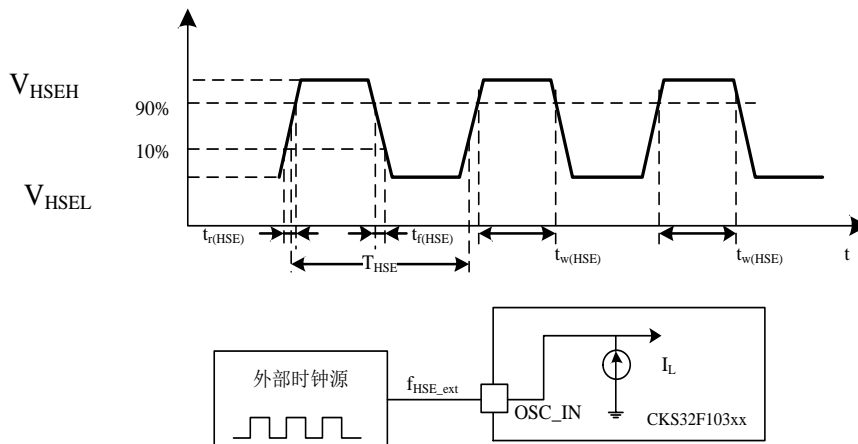 V_HSEH
90%
10%
V_HSEL
t_r(HSE)
t_f(HSE)
t_w(HSE)
t_w(HSE)
t
T_HSE
外部时钟源
f_HSE_ext
OSC_IN
I_L
CKS32F103xx